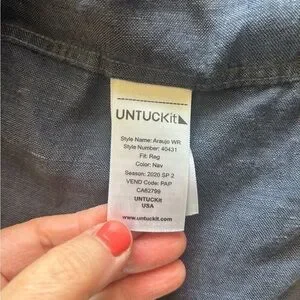 UNTUCKit
Style Name: Araujo WR
Style Number: 40431
Fit: Reg
Color: Nav
Season: 2020 SP 2
VEND Code: PAP
CA62799
UNTUCKit
USA
www.untuckit.com